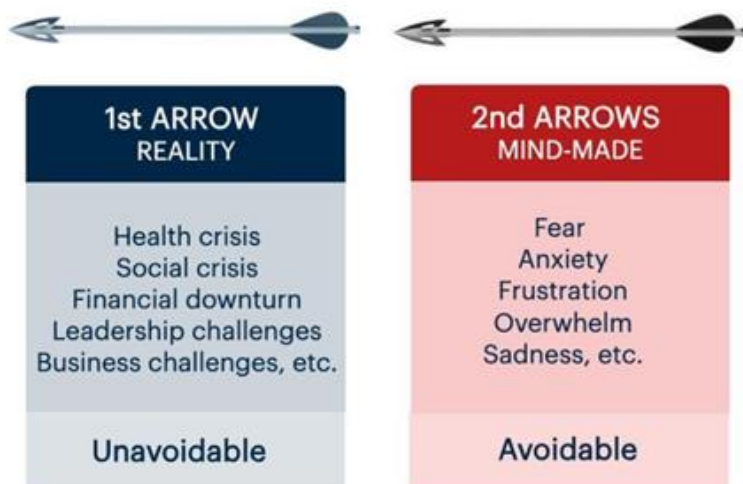 1st ARROW
REALITY
Health crisis
Social crisis
Financial downturn
Leadership challenges
Business challenges, etc.
Unavoidable
2nd ARROWS
MIND-MADE
Fear
Anxiety
Frustration
Overwhelm
Sadness, etc.
Avoidable